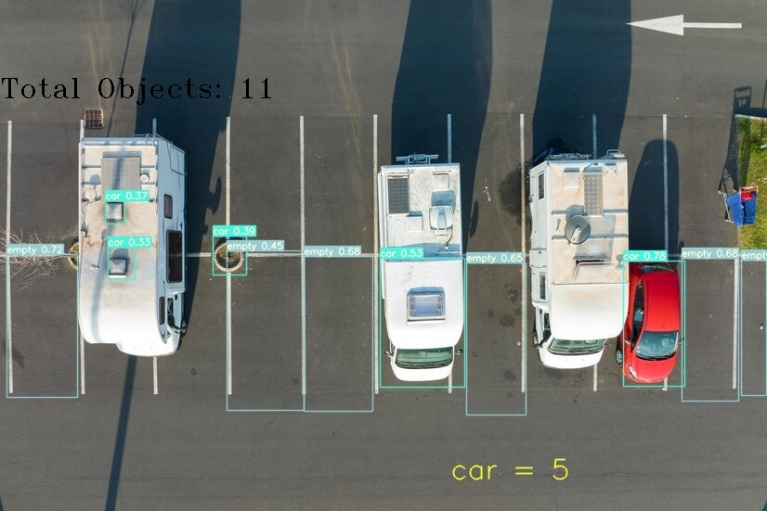 Total Objects: 11
car 0.37
car 0.39
car 0.33
empty 0.72
empty 0.45
empty 0.68
car 0.53
empty 0.65
car 0.78
empty 0.68
empty
car = 5